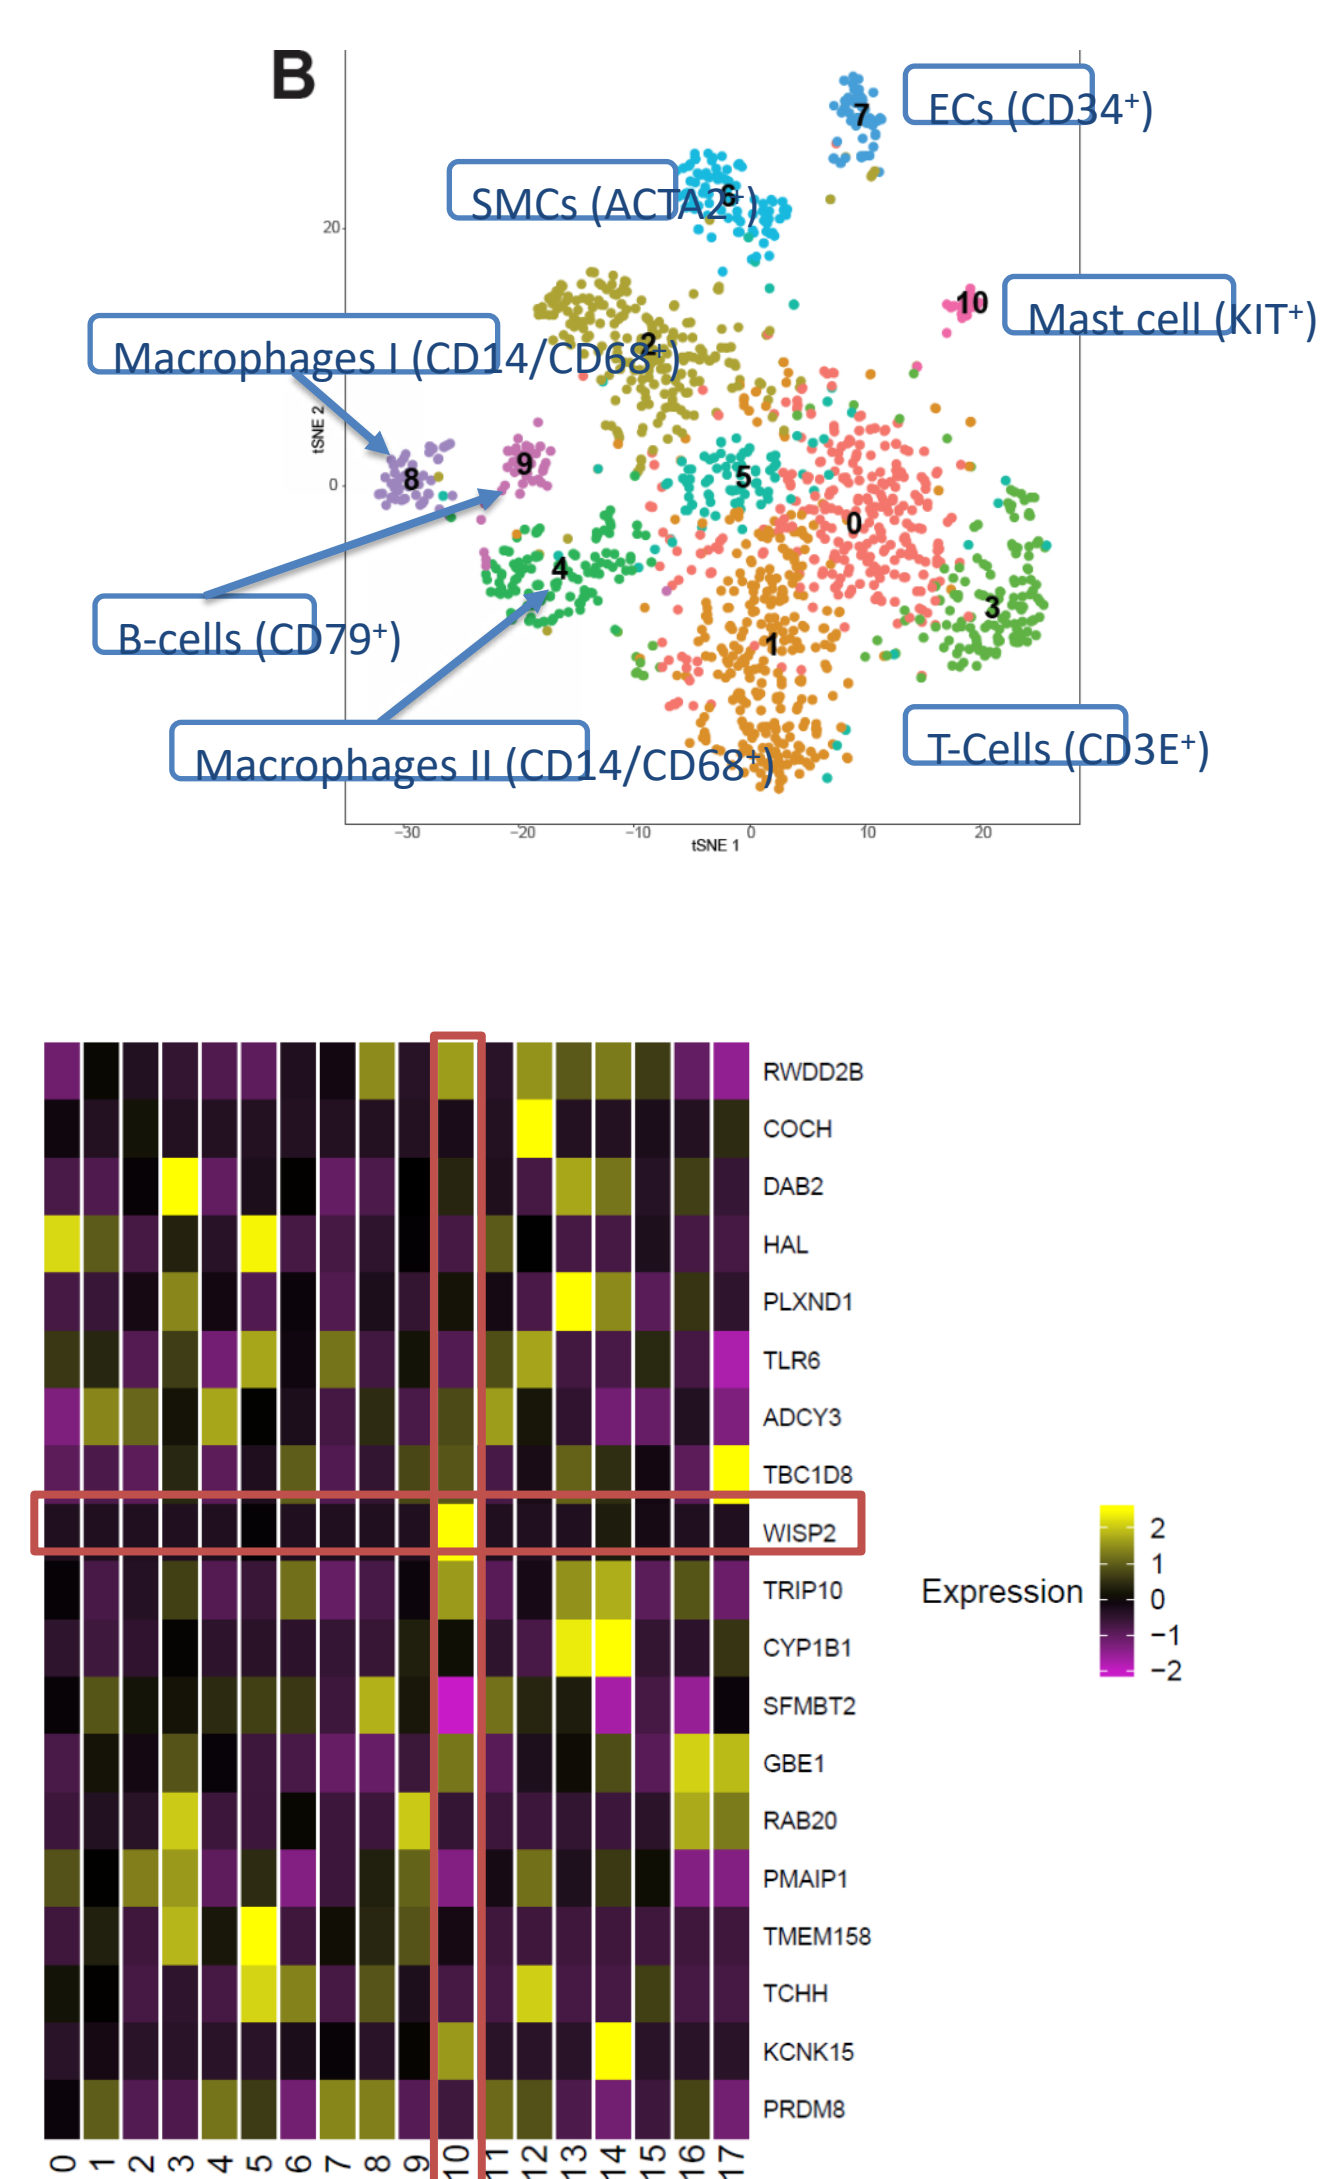 B
ECs (CD34+)
7
SMCs (ACTA2+)
6
20
10
Mast cell (KIT+)
Macrophages I (CD14/CD68+)
2
tSNE 2
9
8
5
0
0
4
3
B-cells (CD79+)
1
Macrophages II (CD14/CD68+)
T-Cells (CD3E+)
−30 −20 −10 0 10 20
tSNE 1
RWDD2B
COCH
DAB2
HAL
PLXND1
TLR6
ADCY3
TBC1D8
WISP2
TRIP10
CYP1B1
SFMBT2
GBE1
RAB20
PMAIP1
TMEM158
TCHH
KCNK15
PRDM8
Expression
2
1
0
−1
−2
0 1 2 3 4 5 6 7 8 9 10 11 12 13 14 15 16 17